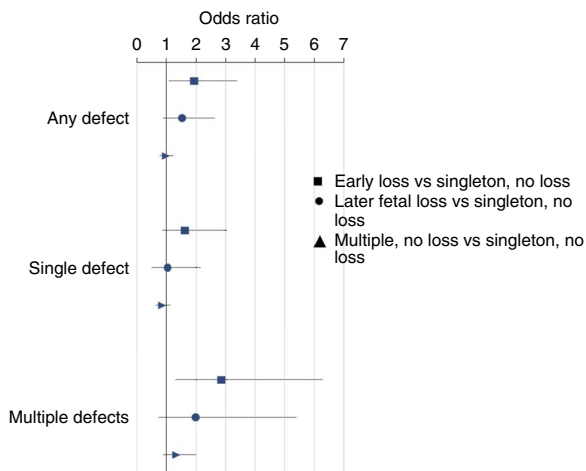 Odds ratio
0 1 2 3 4 5 6 7
Any defect
Early loss vs singleton, no loss
Later fetal loss vs singleton, no
loss
Multiple, no loss vs singleton, no
loss
Single defect
Multiple defects